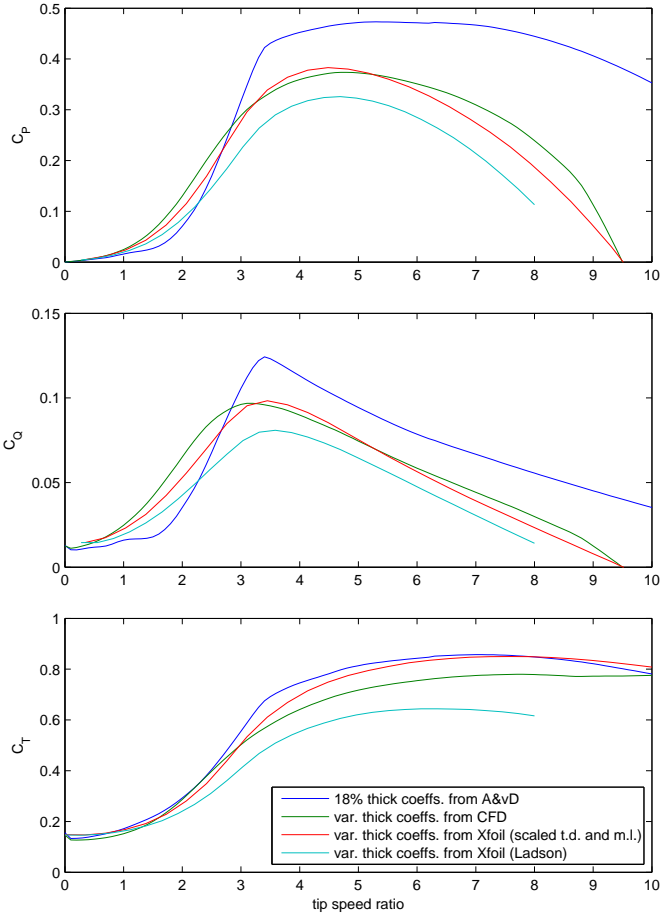 0.5
0.4
0.3
0.2
0.1
0
C_P
0 1 2 3 4 5 6 7 8 9 10
0.15
0.1
0.05
0
C_Q
0 1 2 3 4 5 6 7 8 9 10
1
0.8
0.6
0.4
0.2
0
C_T
18% thick coeffs. from A&vD
var. thick coeffs. from CFD
var. thick coeffs. from Xfoil (scaled t.d. and m.l.)
var. thick coeffs. from Xfoil (Ladson)
0 1 2 3 4 5 6 7 8 9 10
tip speed ratio